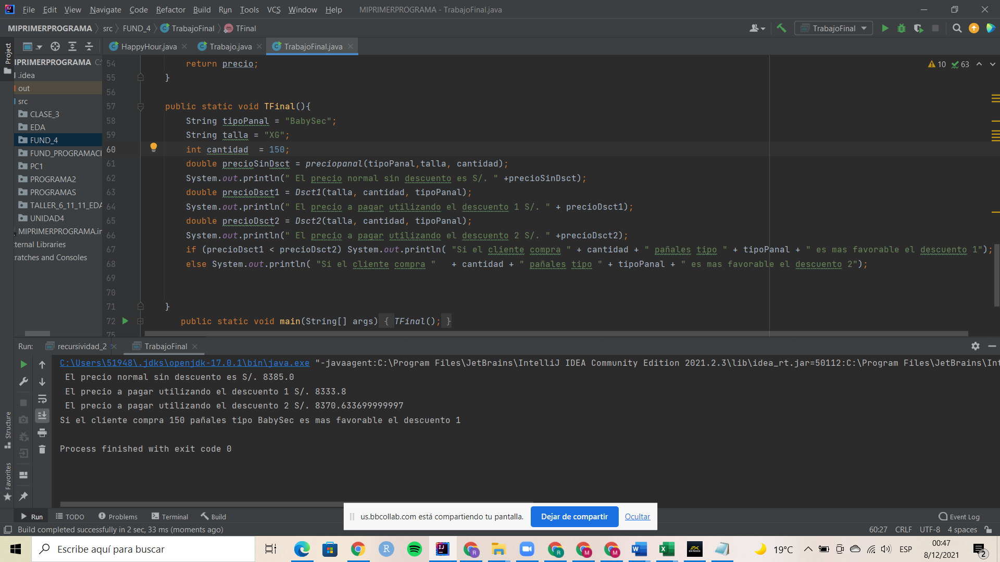 File Edit View Navigate Code Refactor Build Run Tools VCS Window Help MIPRIMERPROGRAMA - TrabajoFinal.java
MIPRIMERPROGRAMA src FUND_4 TrabajoFinal TFinal
TrabajoFinal
Project
HappyHour.java Trabajo.java TrabajoFinal.java
IPRIMERPROGRAMA C:\
.idea
out
src
CLASE_3
EDA
FUND_4
FUND_PROGRAMACI
PC1
PROGRAMA2
PROGRAMAS
TALLER_6_11_11_EDA
UNIDAD4
MIPRIMERPROGRAMA.im
ternal Libraries
ratches and Consoles
10 63
54 return precio;
55 }
56
57 public static void TFinal(){
58 String tipoPanal = "BabySec";
59 String talla = "XG";
60 int cantidad  = 150;
61 double precioSinDsct = preciopanal(tipoPanal,talla, cantidad);
62 System.out.println(" El precio normal sin descuento es S/. " +precioSinDsct);
63 double precioDsct1 = Dsct1(talla, cantidad, tipoPanal);
64 System.out.println(" El precio a pagar utilizando el descuento 1 S/. " + precioDsct1);
65 double precioDsct2 = Dsct2(talla, cantidad, tipoPanal);
66 System.out.println(" El precio a pagar utilizando el descuento 2 S/. " +precioDsct2);
67 if (precioDsct1 < precioDsct2) System.out.println( "Si el cliente compra " + cantidad + " pañales tipo " + tipoPanal + " es mas favorable el descuento 1");
68 else System.out.println( "Si el cliente compra "   + cantidad + " pañales tipo " + tipoPanal + " es mas favorable el descuento 2");
69
70
71 }
72 public static void main(String[] args) { TFinal(); }
75
Run: recursividad_2 TrabajoFinal
C:\Users\51948\.jdks\openjdk-17.0.1\bin\java.exe "-javaagent:C:\Program Files\JetBrains\IntelliJ IDEA Community Edition 2021.2.3\lib\idea_rt.jar=50112:C:\Program Files\JetBrains\Int
El precio normal sin descuento es S/. 8385.0
El precio a pagar utilizando el descuento 1 S/. 8333.8
El precio a pagar utilizando el descuento 2 S/. 8370.633699999997
Si el cliente compra 150 pañales tipo BabySec es mas favorable el descuento 1
Process finished with exit code 0
Structure
Favorites
Run TODO Problems Terminal Build
us.bbcollab.com está compartiendo tu pantalla. Dejar de compartir Ocultar
Event Log
Build completed successfully in 2 sec, 33 ms (moments ago)
60:27 CRLF UTF-8 4 spaces
Escribe aquí para buscar
19°C ESP
00:47
8/12/2021
2